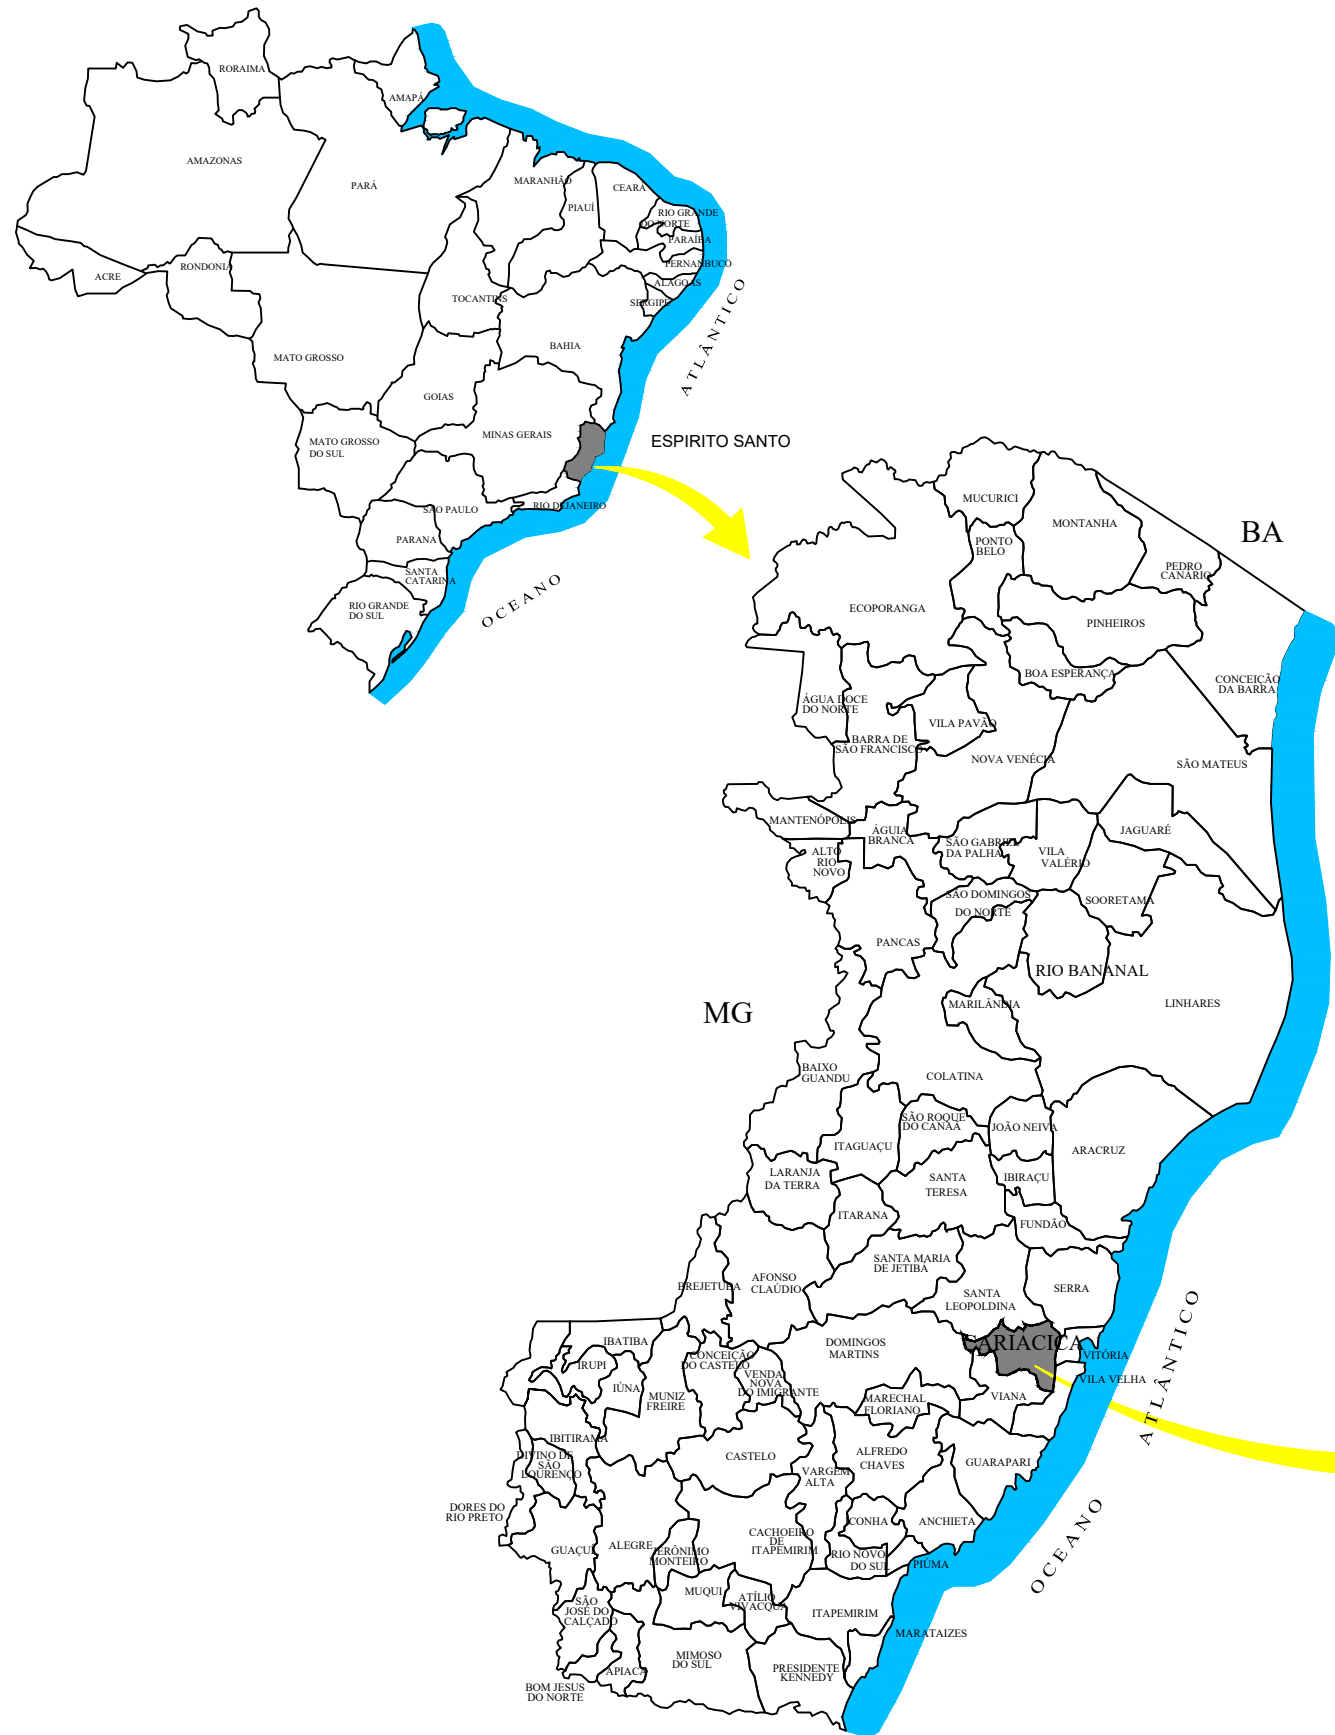 RORAIMA
AMAPÁ
AMAZONAS
PARÁ
MARANHÃO
PIAUÍ
CEARÁ
RIO GRANDE
DO NORTE
PARAÍBA
PERNANBUCO
ALAGOAS
SERGIPE
ACRE
RONDONIA
TOCANTINS
BAHIA
MATO GROSSO
GOIAS
MINAS GERAIS
MATO GROSSO
DO SUL
SÃO PAULO
RIO DEJANEIRO
PARANA
SANTA
CATARINA
RIO GRANDE
DO SUL
ATLÂNTICO
OCEANO
ESPIRITO SANTO
BA
MG
MUCURICI
MONTANHA
PONTO
BELO
PEDRO
CANARIO
ECOPORANGA
PINHEIROS
BOA ESPERANÇA
CONCEIÇÃO
DA BARRA
ÁGUA DOCE
DO NORTE
VILA PAVÃO
BARRA DE
SÃO FRANCISCO
NOVA VENÉCIA
SÃO MATEUS
MANTENÓPOLIS
ÁGUIA
BRANCA
SÃO GABRIEL
DA PALHA
VILA
VALÉRIO
JAGUARÉ
ALTO
RIO
NOVO
SÃO DOMINGOS
DO NORTE
SOORETAMA
PANCAS
RIO BANANAL
MARILÂNDIA
LINHARES
BAIXO
GUANDU
COLATINA
SÃO ROQUE
DO CANAÃ
JOÃO NEIVA
ITAGUAÇU
ARACRUZ
LARANJA
DA TERRA
SANTA
TERESA
IBIRAÇU
ITARANA
FUNDÃO
SANTA MARIA
DE JETIBA
BREJETUBA
AFONSO
CLAÚDIO
SERRA
SANTA
LEOPOLDINA
CARIACICA
DOMINGOS
MARTINS
VITÓRIA
VILA VELHA
VIANA
IBATIBA
IRUPI
IÚNA
CONCEIÇÃO
DO CASTELO
VENDA
NOVA
DO IMIGRANTE
MUNIZ
FREIRE
MARECHAL
FLORIANO
ATLÂNTICO
IBITIRAMA
DIVINO DE
SÃO
LOURENÇO
CASTELO
ALFREDO
CHAVES
GUARAPARI
VARGEM
ALTA
DORES DO
RIO PRETO
CONHA
ANCHIETA
CACHOEIRO
DE
ITAPEMIRIM
GUAÇUÍ
ALEGRE
JERÔNIMO
MONTEIRO
RIO NOVO
DO SUL
PIÚMA
OCEANO
MUQUI
ATÍLIO
VIVACQUA
ITAPEMIRIM
SÃO
JOSÉ DO
CALÇADO
MARATAIZES
MIMOSO
DO SUL
PRESIDENTE
KENNEDY
APIACÁ
BOM JESUS
DO NORTE